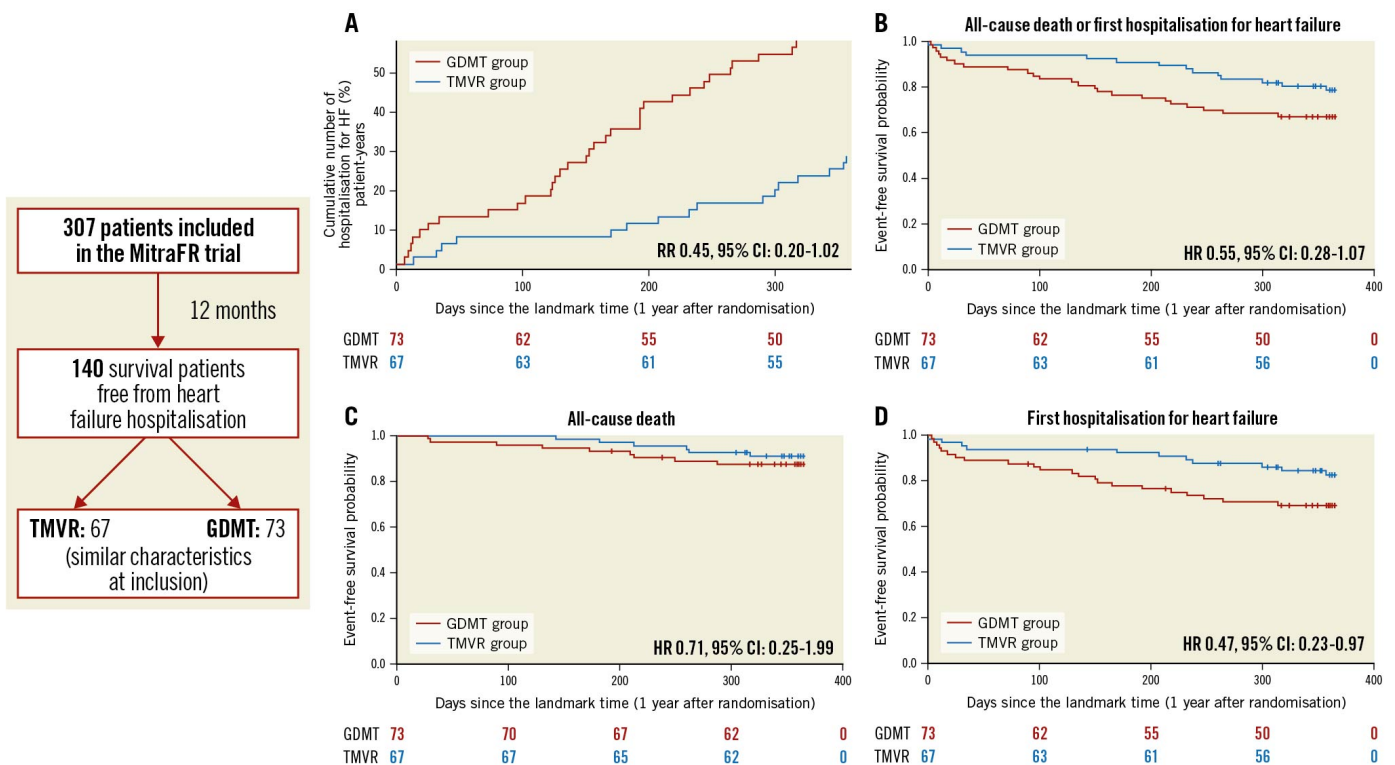 307 patients included
in the MitraFR trial
12 months
140 survival patients
free from heart
failure hospitalisation
TMVR: 67 GDMT: 73
(similar characteristics
at inclusion)
A
Cumulative number of
hospitalisation for HF (%)
patient-years
50
40
30
20
10
0
GDMT group
TMVR group
RR 0.45, 95% CI: 0.20-1.02
0 100 200 300
Days since the landmark time (1 year after randomisation)
GDMT 73 62 55 50
TMVR 67 63 61 55
B
All-cause death or first hospitalisation for heart failure
Event-free survival probability
1.0
0.8
0.6
0.4
0.2
0.0
GDMT group
TMVR group
HR 0.55, 95% CI: 0.28-1.07
0 100 200 300 400
Days since the landmark time (1 year after randomisation)
GDMT 73 62 55 50 0
TMVR 67 63 61 56 0
C
All-cause death
Event-free survival probability
1.0
0.8
0.6
0.4
0.2
0.0
GDMT group
TMVR group
HR 0.71, 95% CI: 0.25-1.99
0 100 200 300 400
Days since the landmark time (1 year after randomisation)
GDMT 73 70 67 62 0
TMVR 67 67 65 62 0
D
First hospitalisation for heart failure
Event-free survival probability
1.0
0.8
0.6
0.4
0.2
0.0
GDMT group
TMVR group
HR 0.47, 95% CI: 0.23-0.97
0 100 200 300 400
Days since the landmark time (1 year after randomisation)
GDMT 73 62 55 50 0
TMVR 67 63 61 56 0